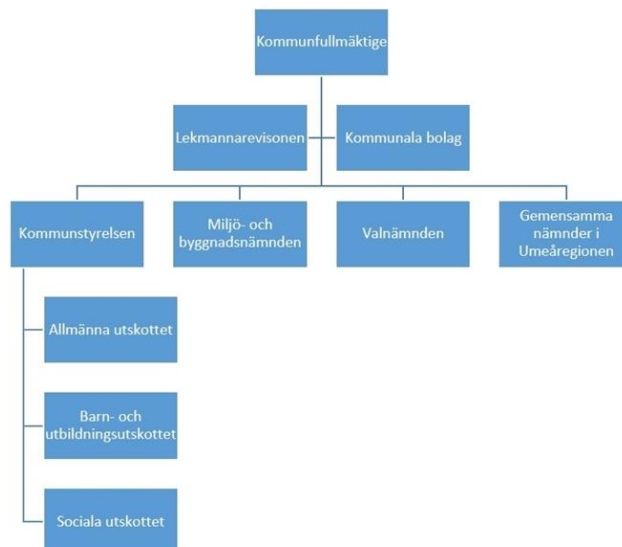 Kommunfullmäktige
Lekmannarevisonen
Kommunala bolag
Kommunstyrelsen
Miljö- och
byggnadsnämnden
Valnämnden
Gemensamma
nämnder i
Umeåregionen
Allmänna utskottet
Barn- och
utbildningsutskottet
Sociala utskottet